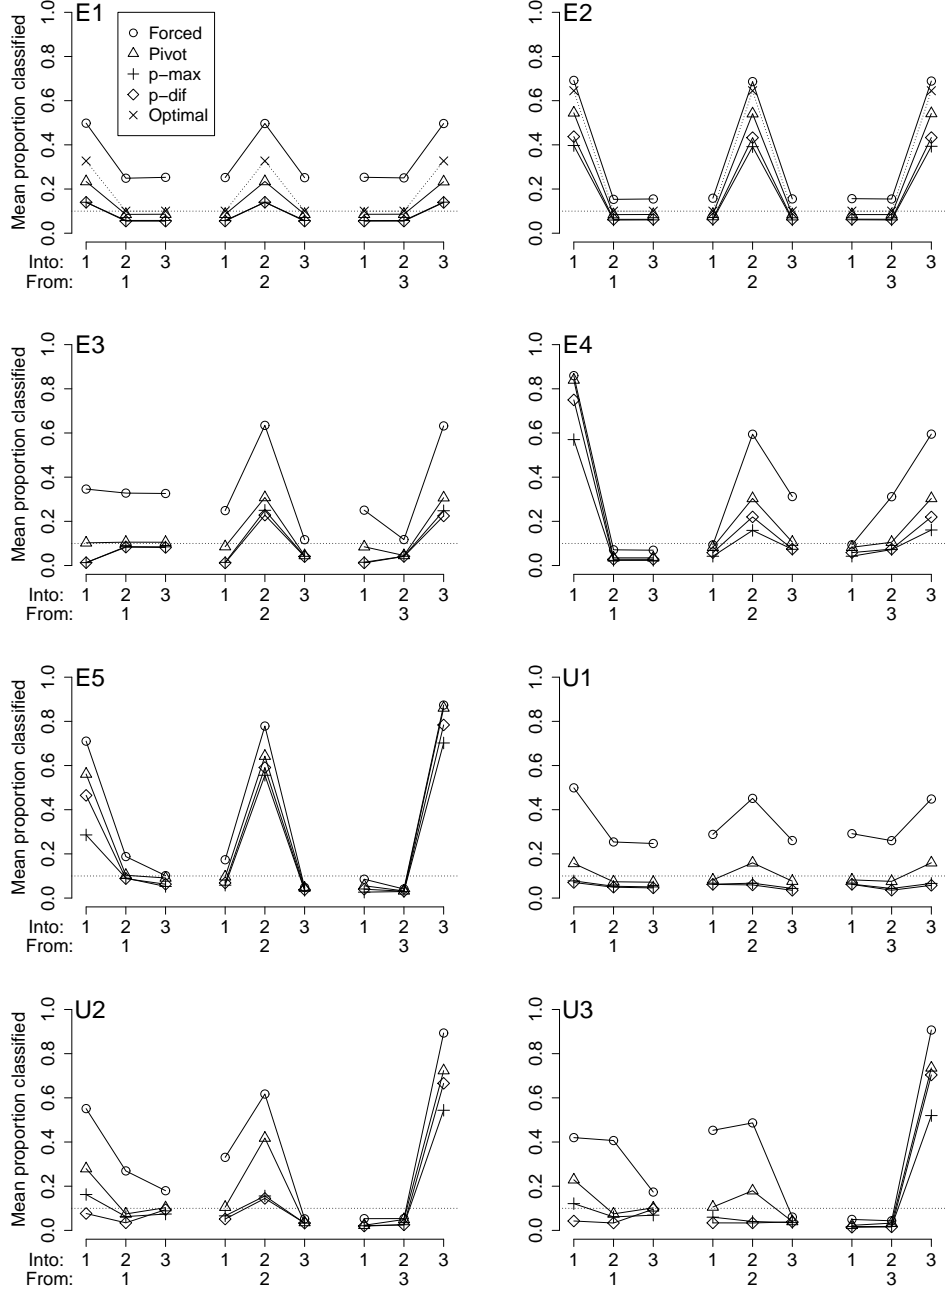 E1
Forced
Pivot
p-max
p-dif
Optimal
Mean proportion classified
0.0 0.2 0.4 0.6 0.8 1.0
Into: 1 2 3 1 2 3 1 2 3
From: 1 2 3
E2
0.0 0.2 0.4 0.6 0.8 1.0
1 2 3 1 2 3 1 2 3
1 2 3
E3
Mean proportion classified
0.0 0.2 0.4 0.6 0.8 1.0
Into: 1 2 3 1 2 3 1 2 3
From: 1 2 3
E4
0.0 0.2 0.4 0.6 0.8 1.0
1 2 3 1 2 3 1 2 3
1 2 3
E5
Mean proportion classified
0.0 0.2 0.4 0.6 0.8 1.0
Into: 1 2 3 1 2 3 1 2 3
From: 1 2 3
U1
0.0 0.2 0.4 0.6 0.8 1.0
1 2 3 1 2 3 1 2 3
1 2 3
U2
Mean proportion classified
0.0 0.2 0.4 0.6 0.8 1.0
Into: 1 2 3 1 2 3 1 2 3
From: 1 2 3
U3
0.0 0.2 0.4 0.6 0.8 1.0
1 2 3 1 2 3 1 2 3
1 2 3